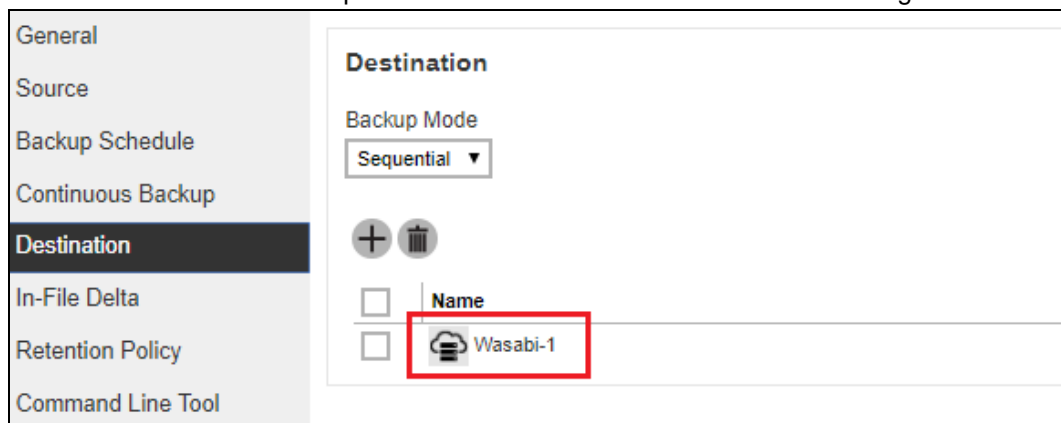 General
Source
Backup Schedule
Continuous Backup
Destination
In-File Delta
Retention Policy
Command Line Tool
Destination
Backup Mode
Sequential
Name
Wasabi-1